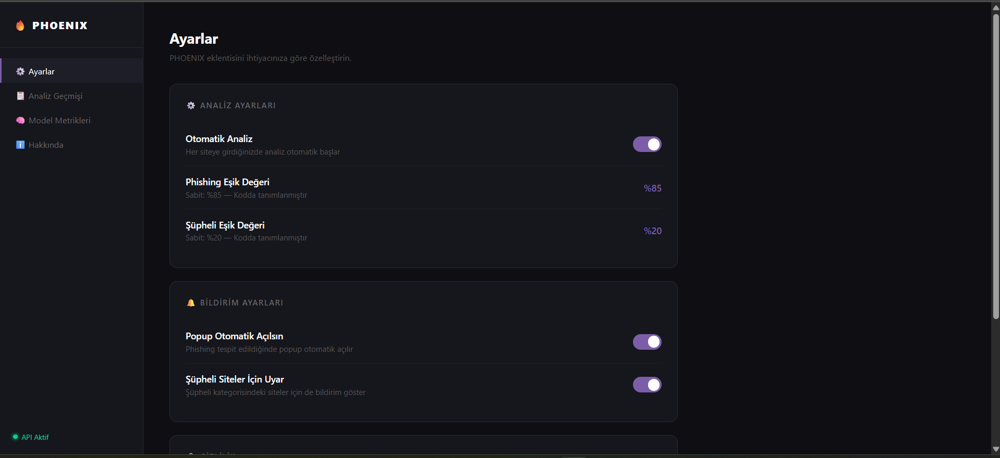 PHOENIX
Ayarlar
Analiz Geçmişi
Model Metrikleri
Hakkında
API Aktif
Ayarlar
PHOENIX eklentisini ihtiyacınıza göre özelleştirin.
ANALİZ AYARLARI
Otomatik Analiz
Her siteye girdiğinizde analiz otomatik başlar
Phishing Eşik Değeri
Sabit: %85 — Kodda tanımlanmıştır
%85
Şüpheli Eşik Değeri
Sabit: %20 — Kodda tanımlanmıştır
%20
BİLDİRİM AYARLARI
Popup Otomatik Açılsın
Phishing tespit edildiğinde popup otomatik açılır
Şüpheli Siteler İçin Uyar
Şüpheli kategorisindeki siteler için de bildirim göster